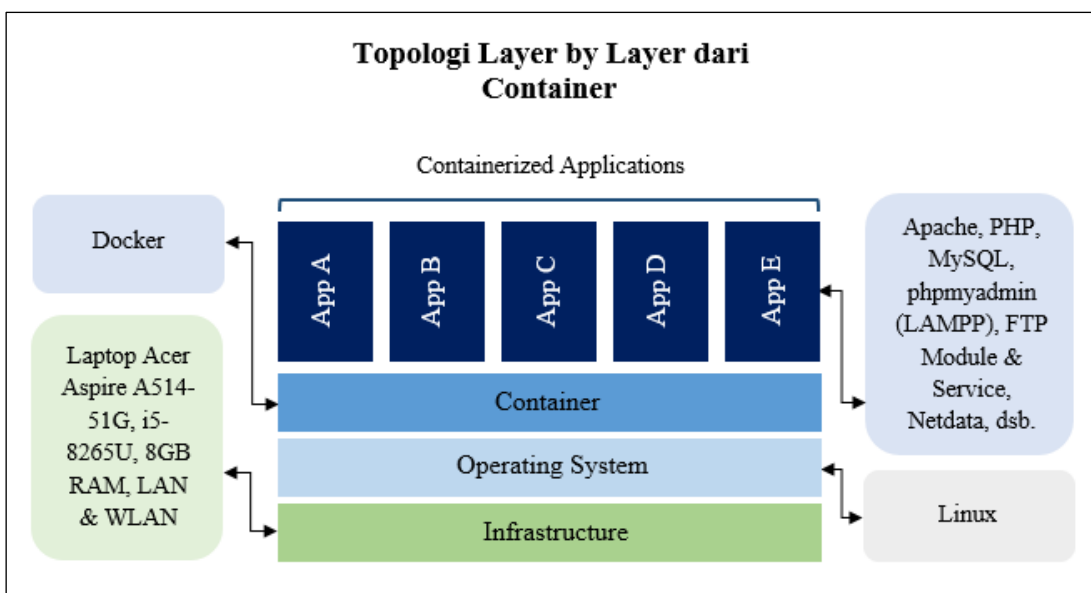 Topologi Layer by Layer dari
Container
Containerized Applications
Docker
App A
App B
App C
App D
App E
Apache, PHP,
MySQL,
phpmyadmin
(LAMPP), FTP
Module &
Service,
Netdata, dsb.
Laptop Acer
Aspire A514-
51G, i5-
8265U, 8GB
RAM, LAN
& WLAN
Container
Operating System
Infrastructure
Linux